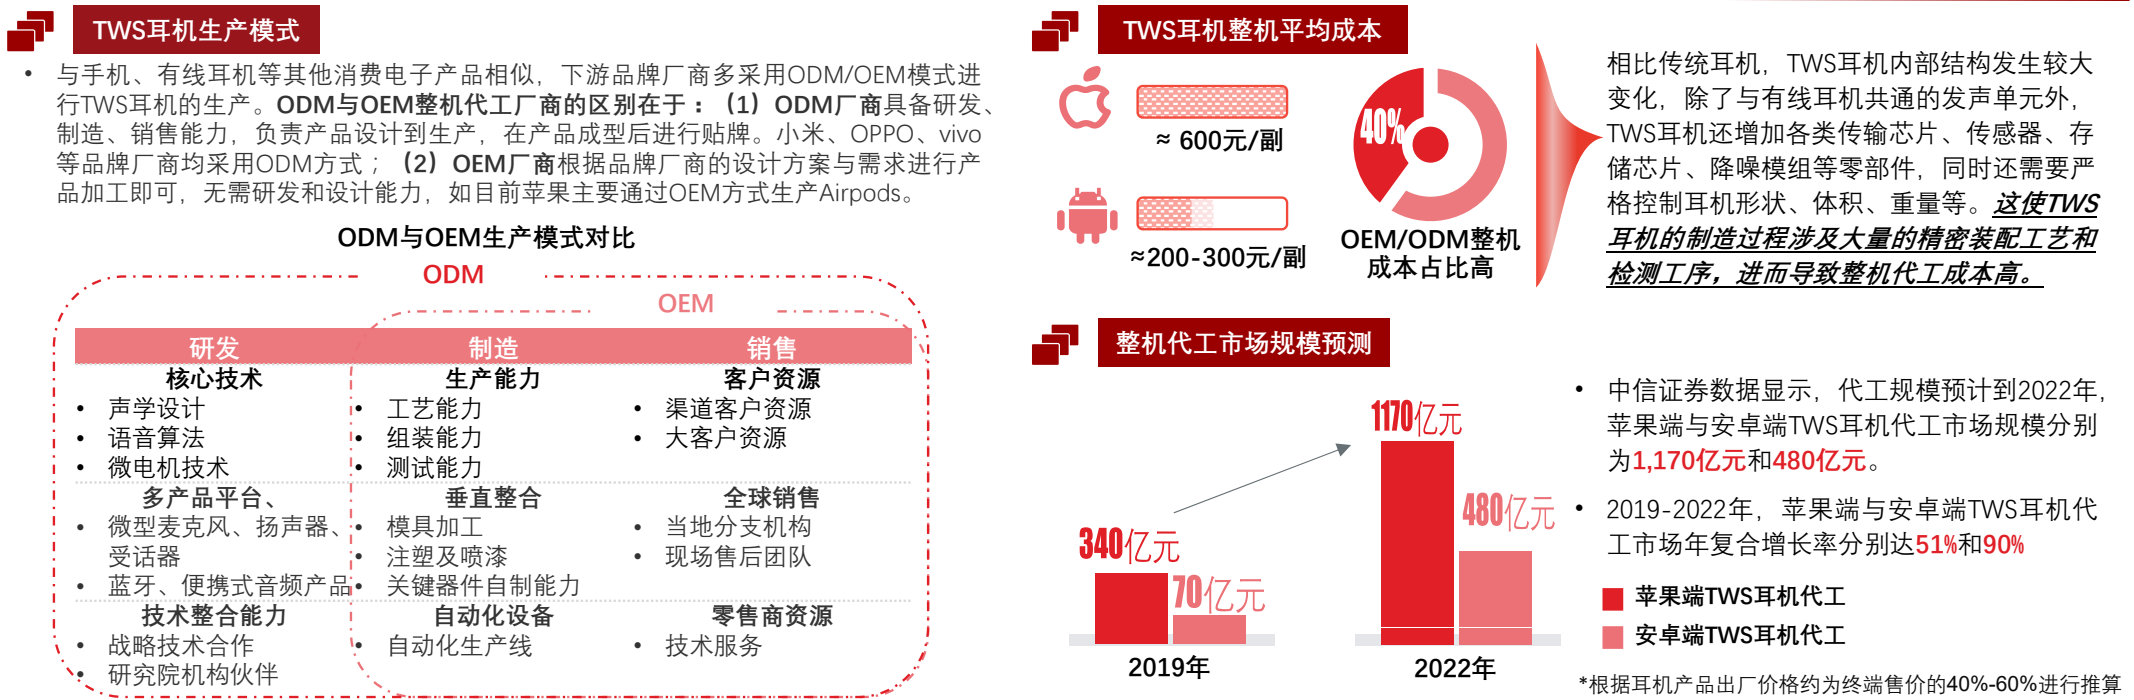 TWS耳机生产模式
• 与手机、有线耳机等其他消费电子产品相似，下游品牌厂商多采用ODM/OEM模式进
行TWS耳机的生产。ODM与OEM整机代工厂商的区别在于：（1）ODM厂商具备研发、
制造、销售能力，负责产品设计到生产，在产品成型后进行贴牌。小米、OPPO、vivo
等品牌厂商均采用ODM方式；（2）OEM厂商根据品牌厂商的设计方案与需求进行产
品加工即可，无需研发和设计能力，如目前苹果主要通过OEM方式生产Airpods。
ODM与OEM生产模式对比
ODM
OEM
研发
核心技术
• 声学设计
• 语音算法
• 微电机技术
多产品平台、
• 微型麦克风、扬声器、
受话器
• 蓝牙、便携式音频产品
技术整合能力
• 战略技术合作
• 研究院机构伙伴
制造
生产能力
• 工艺能力
• 组装能力
• 测试能力
垂直整合
• 模具加工
• 注塑及喷漆
• 关键器件自制能力
自动化设备
• 自动化生产线
销售
客户资源
• 渠道客户资源
• 大客户资源
全球销售
• 当地分支机构
• 现场售后团队
零售商资源
• 技术服务
TWS耳机整机平均成本
≈ 600元/副
≈200-300元/副
40%
OEM/ODM整机
成本占比高
相比传统耳机，TWS耳机内部结构发生较大
变化，除了与有线耳机共通的发声单元外，
TWS耳机还增加各类传输芯片、传感器、存
储芯片、降噪模组等零部件，同时还需要严
格控制耳机形状、体积、重量等。这使TWS
耳机的制造过程涉及大量的精密装配工艺和
检测工序，进而导致整机代工成本高。
整机代工市场规模预测
340亿元
70亿元
2019年
1170亿元
480亿元
2022年
• 中信证券数据显示，代工规模预计到2022年，
苹果端与安卓端TWS耳机代工市场规模分别
为1,170亿元和480亿元。
• 2019-2022年，苹果端与安卓端TWS耳机代
工市场年复合增长率分别达51%和90%
苹果端TWS耳机代工
安卓端TWS耳机代工
*根据耳机产品出厂价格约为终端售价的40%-60%进行推算